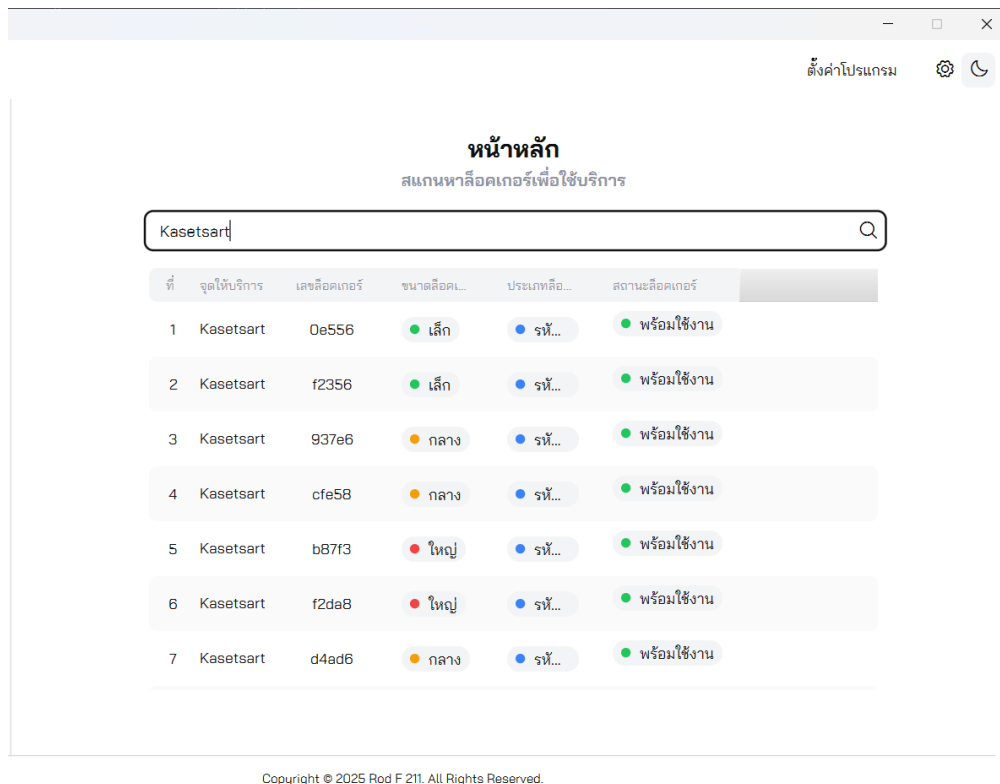 ตั้งค่าโปรแกรม
หน้าหลัก
สแกนหาล็อคเกอร์เพื่อใช้บริการ
Kasetsart
ที่ จุดให้บริการ เลขล็อคเกอร์ ขนาดล็อคเ... ประเภทล็อ... สถานะล็อคเกอร์
1 Kasetsart 0e556 เล็ก รหั... พร้อมใช้งาน
2 Kasetsart f2356 เล็ก รหั... พร้อมใช้งาน
3 Kasetsart 937e6 กลาง รหั... พร้อมใช้งาน
4 Kasetsart cfe58 กลาง รหั... พร้อมใช้งาน
5 Kasetsart b87f3 ใหญ่ รหั... พร้อมใช้งาน
6 Kasetsart f2da8 ใหญ่ รหั... พร้อมใช้งาน
7 Kasetsart d4ad6 กลาง รหั... พร้อมใช้งาน
Copyright © 2025 Rod F 211. All Rights Reserved.